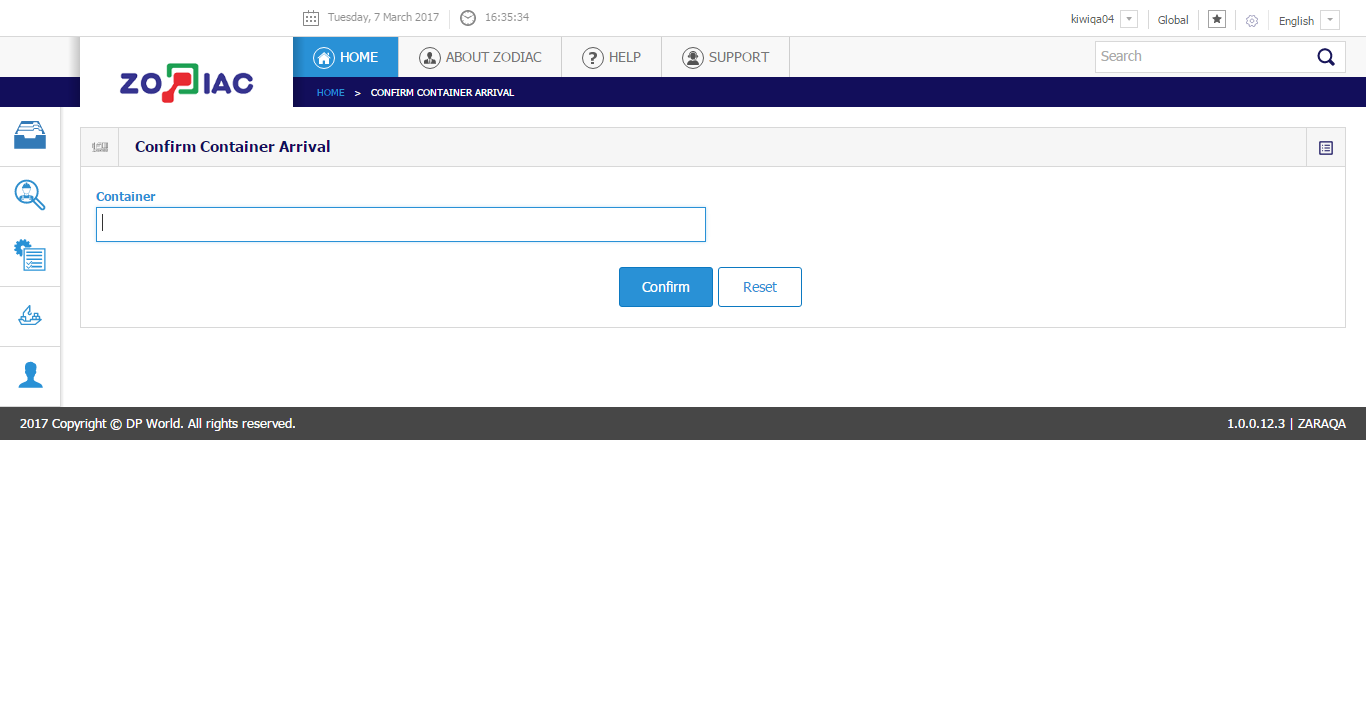 Tuesday, 7 March 2017 16:35:34 kiwiqa04 Global English
ZODIAC HOME ABOUT ZODIAC ? HELP SUPPORT Search
HOME > CONFIRM CONTAINER ARRIVAL
Confirm Container Arrival
Container
Confirm Reset
2017 Copyright © DP World. All rights reserved. 1.0.0.12.3 | ZARAQA